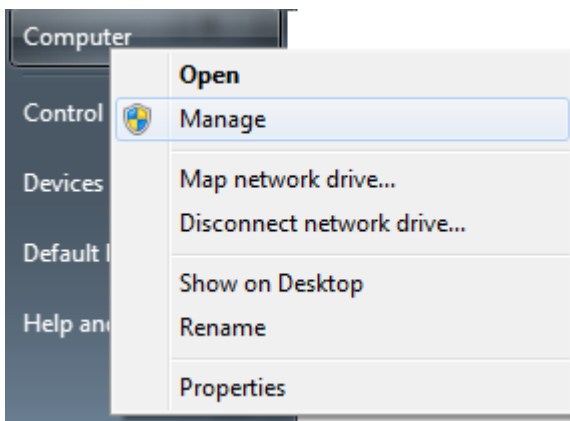 Computer
Open
Control
Manage
Devices
Map network drive...
Disconnect network drive...
Default
Show on Desktop
Help and
Rename
Properties